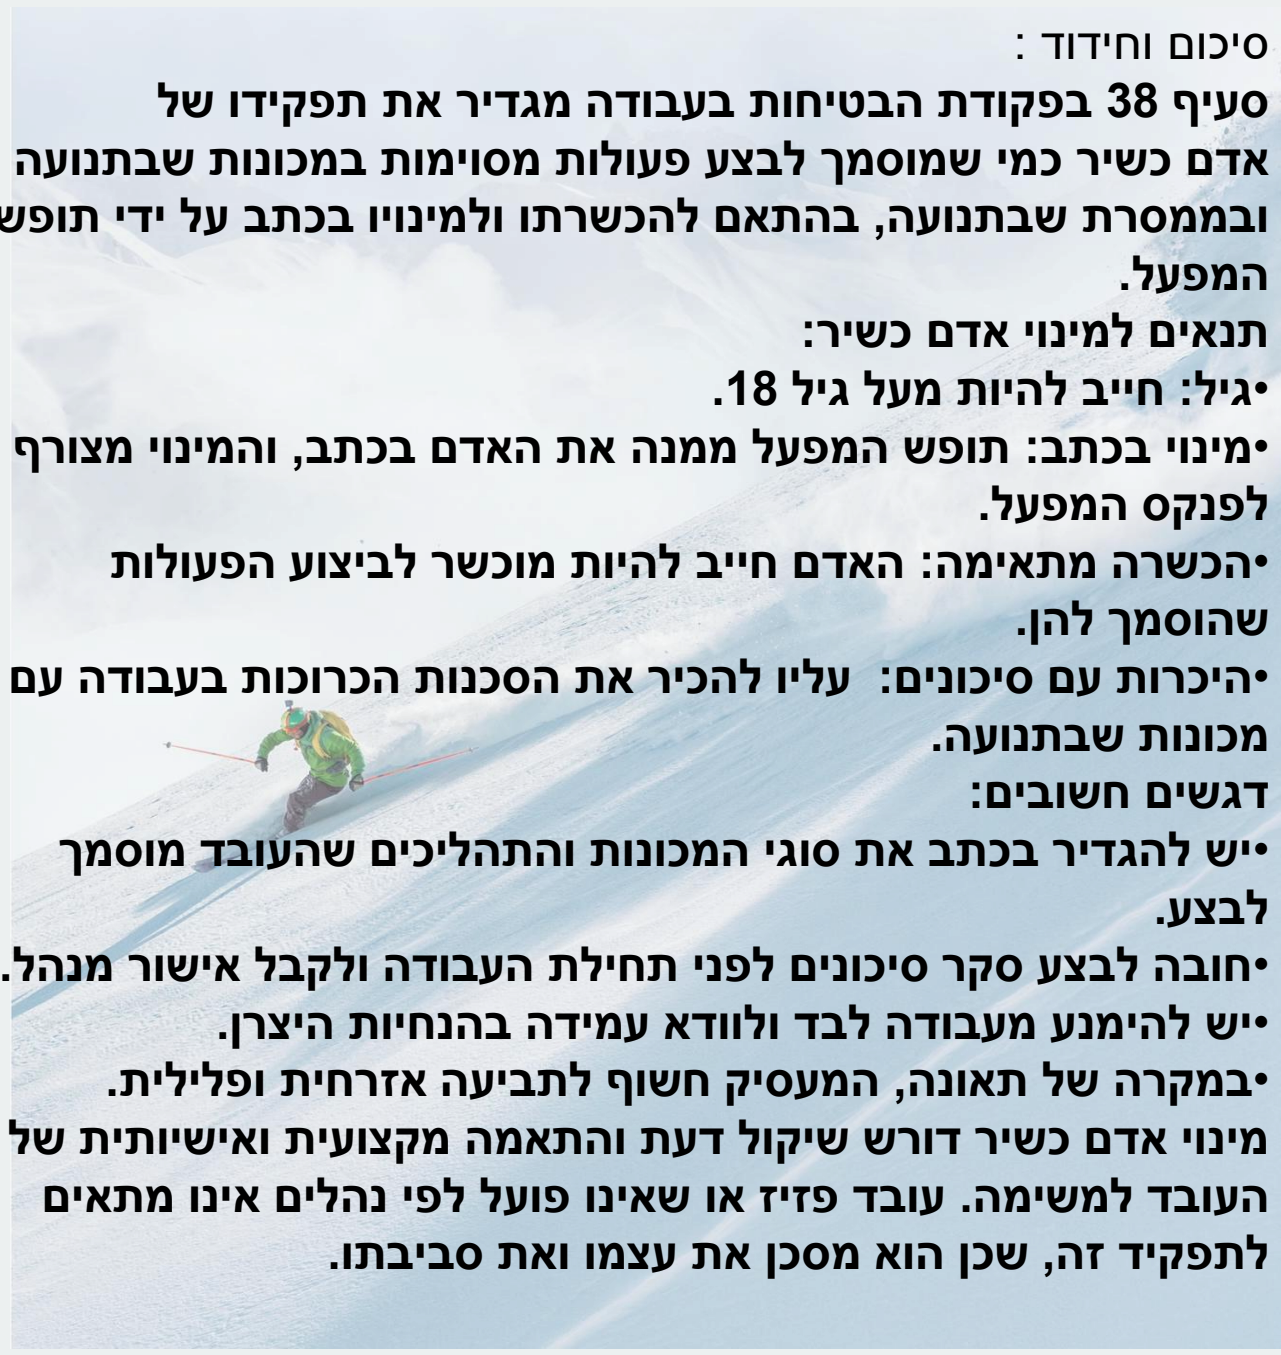 סיכום וחידוד :
סעיף 38 בפקודת הבטיחות בעבודה מגדיר את תפקידו של
אדם כשיר כמי שמוסמך לבצע פעולות מסוימות במכונות שבתנועה
ובממסרת שבתנועה, בהתאם להכשרתו ולמינויו בכתב על ידי תופש
המפעל.
תנאים למינוי אדם כשיר:
•גיל: חייב להיות מעל גיל 18.
•מינוי בכתב: תופש המפעל ממנה את האדם בכתב, והמינוי מצורף
לפנקס המפעל.
•הכשרה מתאימה: האדם חייב להיות מוכשר לביצוע הפעולות
שהוסמך להן.
•היכרות עם סיכונים:  עליו להכיר את הסכנות הכרוכות בעבודה עם
מכונות שבתנועה.
דגשים חשובים:
•יש להגדיר בכתב את סוגי המכונות והתהליכים שהעובד מוסמך
לבצע.
•חובה לבצע סקר סיכונים לפני תחילת העבודה ולקבל אישור מנהל.
•יש להימנע מעבודה לבד ולוודא עמידה בהנחיות היצרן.
•במקרה של תאונה, המעסיק חשוף לתביעה אזרחית ופלילית.
מינוי אדם כשיר דורש שיקול דעת והתאמה מקצועית ואישיותית של
העובד למשימה. עובד פזיז או שאינו פועל לפי נהלים אינו מתאים
לתפקיד זה, שכן הוא מסכן את עצמו ואת סביבתו.